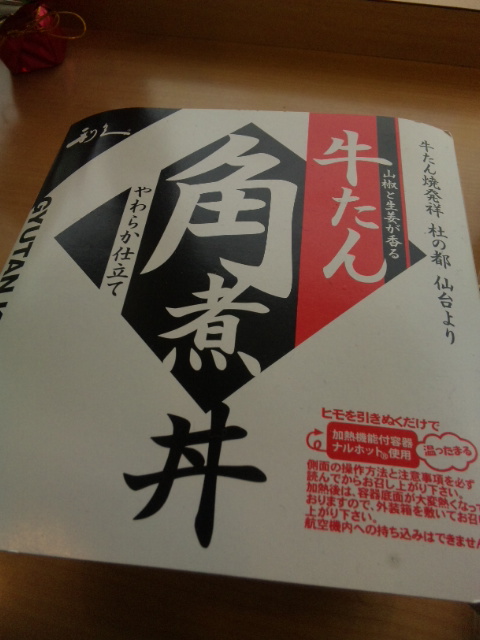 利久
牛たん焼発祥 杜の都 仙台より
牛たん
山椒と生姜が香る
角煮丼
やわらか仕立て
GYUTAN
ヒモを引きぬくだけで
加熱機能付容器
ナルホット®使用
温ったまる
側面の操作方法と注意事項を必ず
読んでからお召し上がり下さい。
加熱後は、容器底面が大変熱くなって
おりますので、外装箱を敷いてお召
上がり下さい。
航空機内への持ち込みはできません